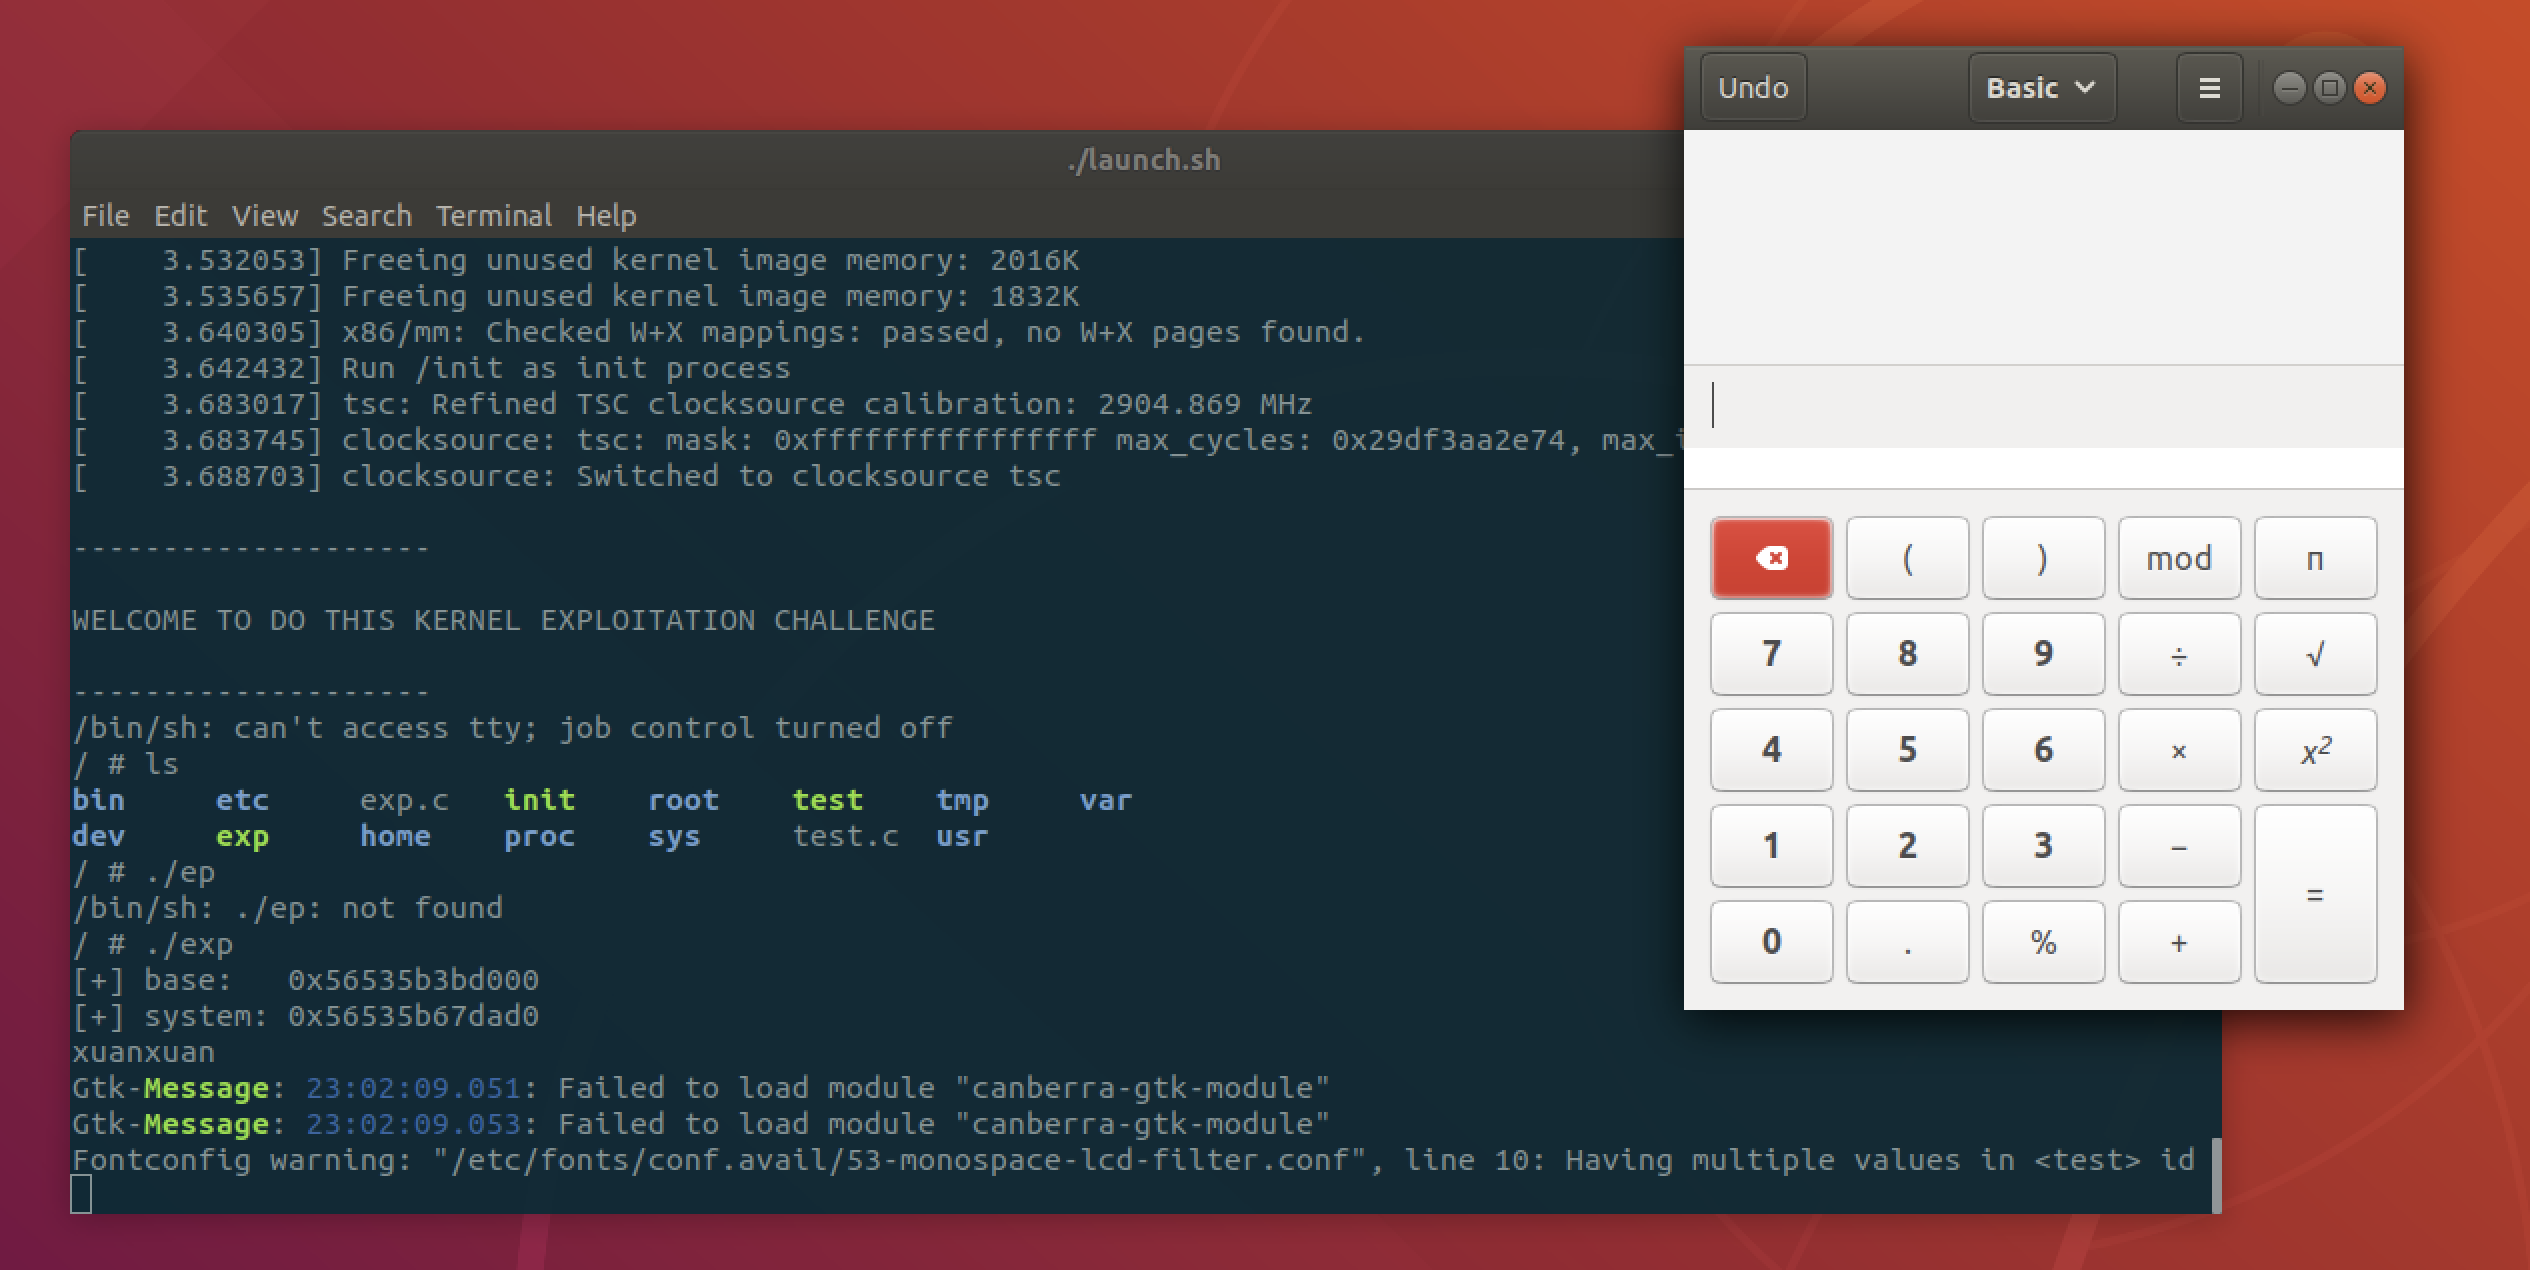 ./launch.sh
File Edit View Search Terminal Help
[    3.532053] Freeing unused kernel image memory: 2016K
[    3.535657] Freeing unused kernel image memory: 1832K
[    3.640305] x86/mm: Checked W+X mappings: passed, no W+X pages found.
[    3.642432] Run /init as init process
[    3.683017] tsc: Refined TSC clocksource calibration: 2904.869 MHz
[    3.683745] clocksource: tsc: mask: 0xffffffffffffffff max_cycles: 0x29df3aa2e74, max_i
[    3.688703] clocksource: Switched to clocksource tsc
--------------------
WELCOME TO DO THIS KERNEL EXPLOITATION CHALLENGE
--------------------
/bin/sh: can't access tty; job control turned off
/ # ls
bin     etc     exp.c   init    root    test    tmp     var
dev     exp     home    proc    sys     test.c  usr
/ # ./ep
/bin/sh: ./ep: not found
/ # ./exp
[+] base:   0x56535b3bd000
[+] system: 0x56535b67dad0
xuanxuan
Gtk-Message: 23:02:09.051: Failed to load module "canberra-gtk-module"
Gtk-Message: 23:02:09.053: Failed to load module "canberra-gtk-module"
Fontconfig warning: "/etc/fonts/conf.avail/53-monospace-lcd-filter.conf", line 10: Having multiple values in <test> id
Undo Basic
( ) mod π
7 8 9 ÷ √
4 5 6 × x²
1 2 3 − =
0 . % +